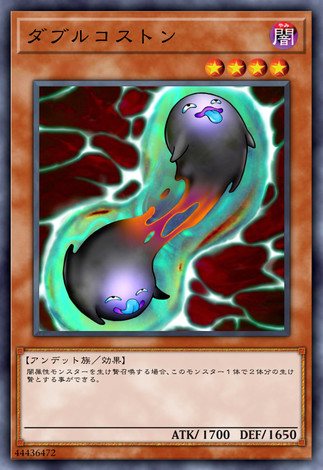 ダブルコストン
闇
やみ
【アンデット族/効果】
闇属性モンスターを生け贄召喚する場合、このモンスター1体で2体分の生け
贄とする事ができる。
ATK/1700 DEF/1650
44436472